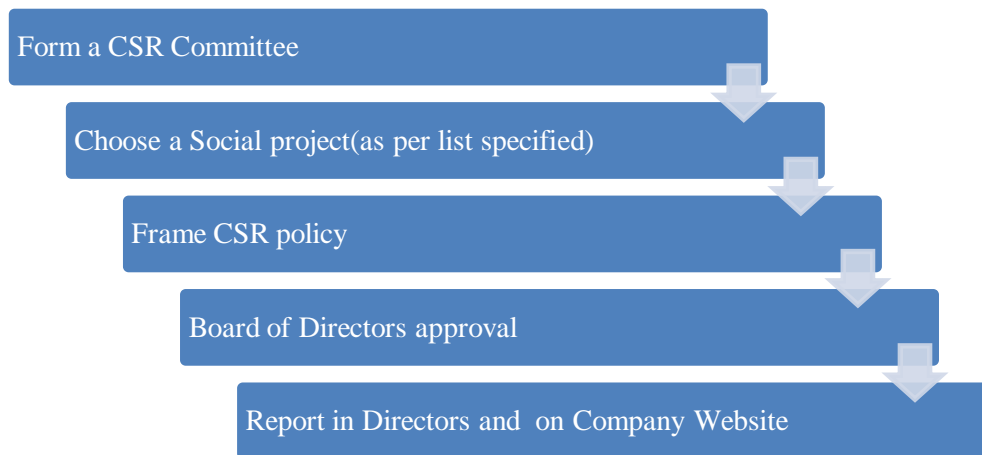 Form a CSR Committee
Choose a Social project(as per list specified)
Frame CSR policy
Board of Directors approval
Report in Directors and  on Company Website